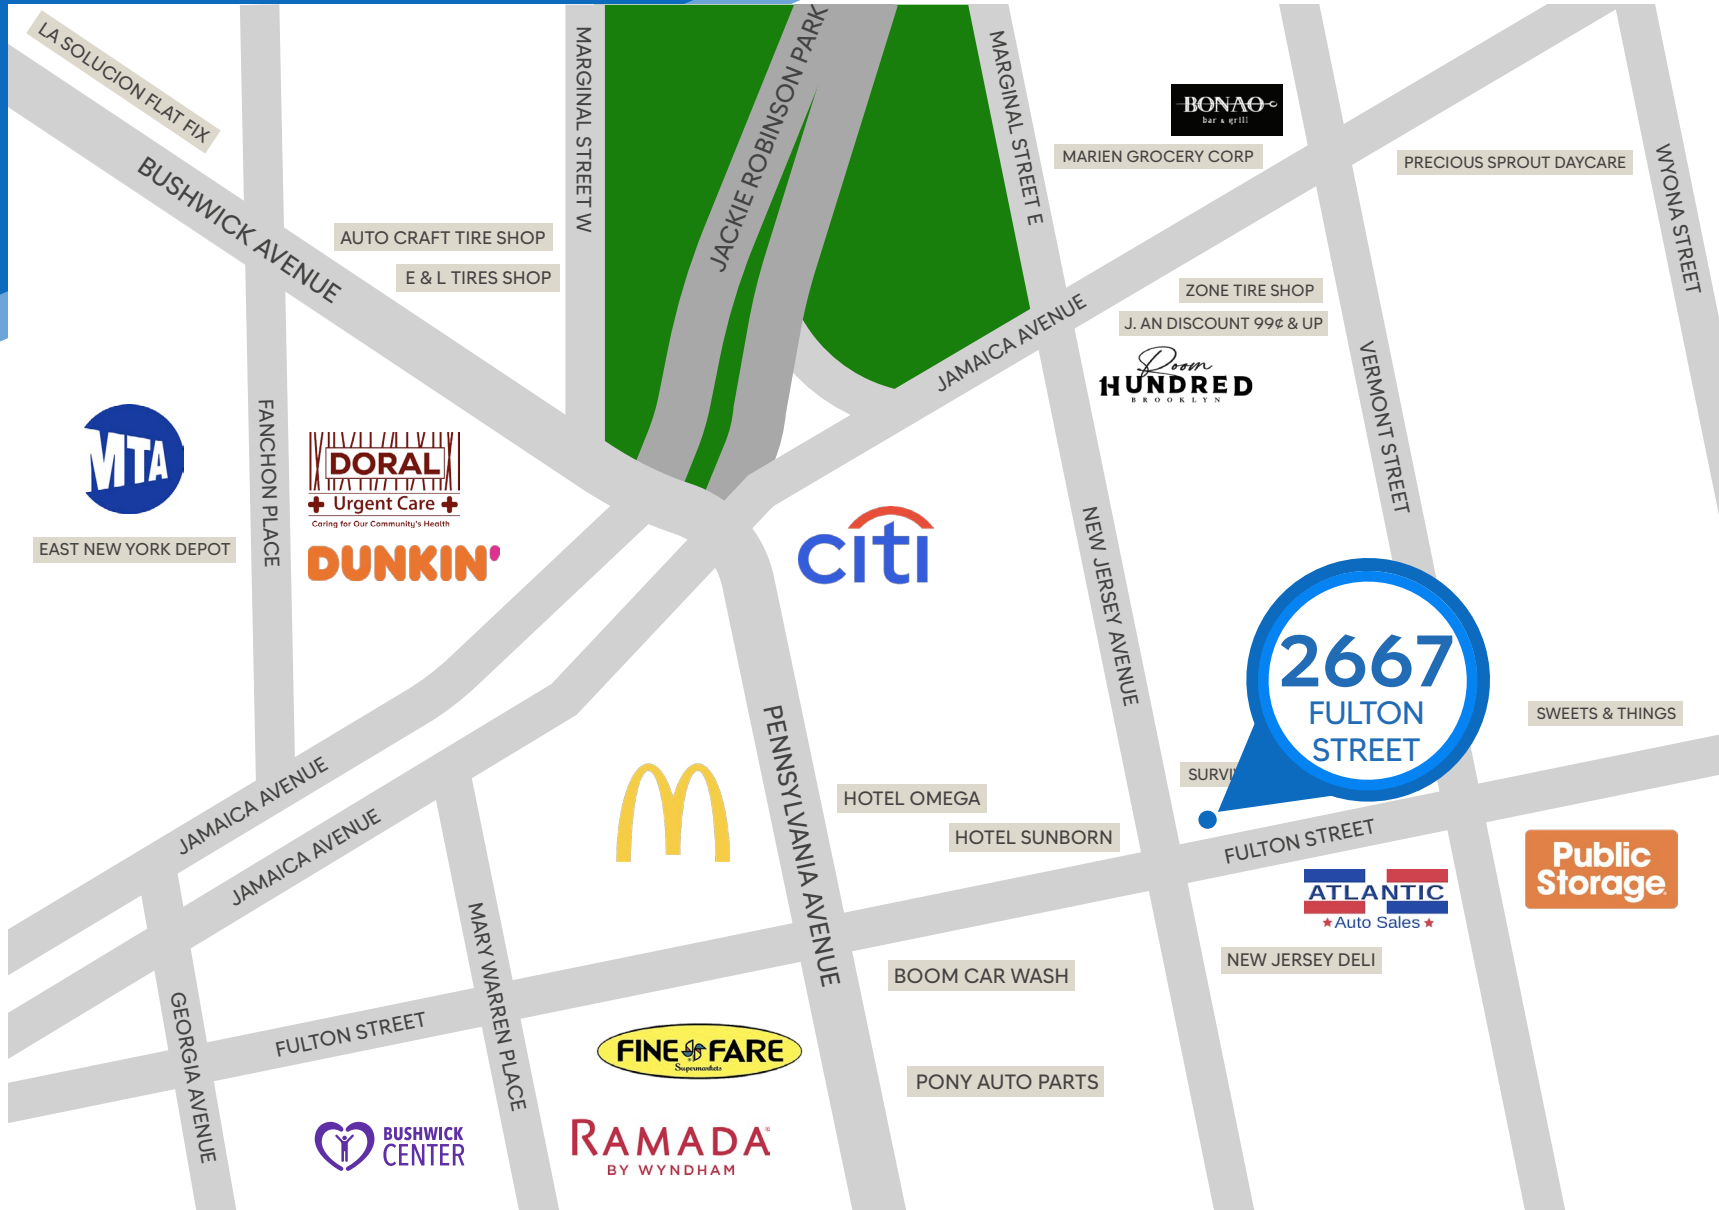 LA SOLUCION FLAT FIX
BUSHWICK AVENUE
MARGINAL STREET W
JACKIE ROBINSON PARK
MARGINAL STREET E
BONAO
bar & grill
MARIEN GROCERY CORP
PRECIOUS SPROUT DAYCARE
WYONA STREET
AUTO CRAFT TIRE SHOP
E & L TIRES SHOP
ZONE TIRE SHOP
J. AN DISCOUNT 99¢ & UP
JAMAICA AVENUE
Room
HUNDRED
BROOKLYN
VERMONT STREET
MTA
EAST NEW YORK DEPOT
FANCHON PLACE
DORAL
Urgent Care
Caring for Our Community's Health
DUNKIN'
citi
NEW JERSEY AVENUE
2667
FULTON
STREET
SWEETS & THINGS
PENNSYLVANIA AVENUE
HOTEL OMEGA
HOTEL SUNBORN
JAMAICA AVENUE
JAMAICA AVENUE
FULTON STREET
ATLANTIC
Auto Sales
Public
Storage
NEW JERSEY DELI
BOOM CAR WASH
MARY WARREN PLACE
GEORGIA AVENUE
FULTON STREET
FINE FARE
Supermarkets
PONY AUTO PARTS
BUSHWICK
CENTER
RAMADA
BY WYNDHAM